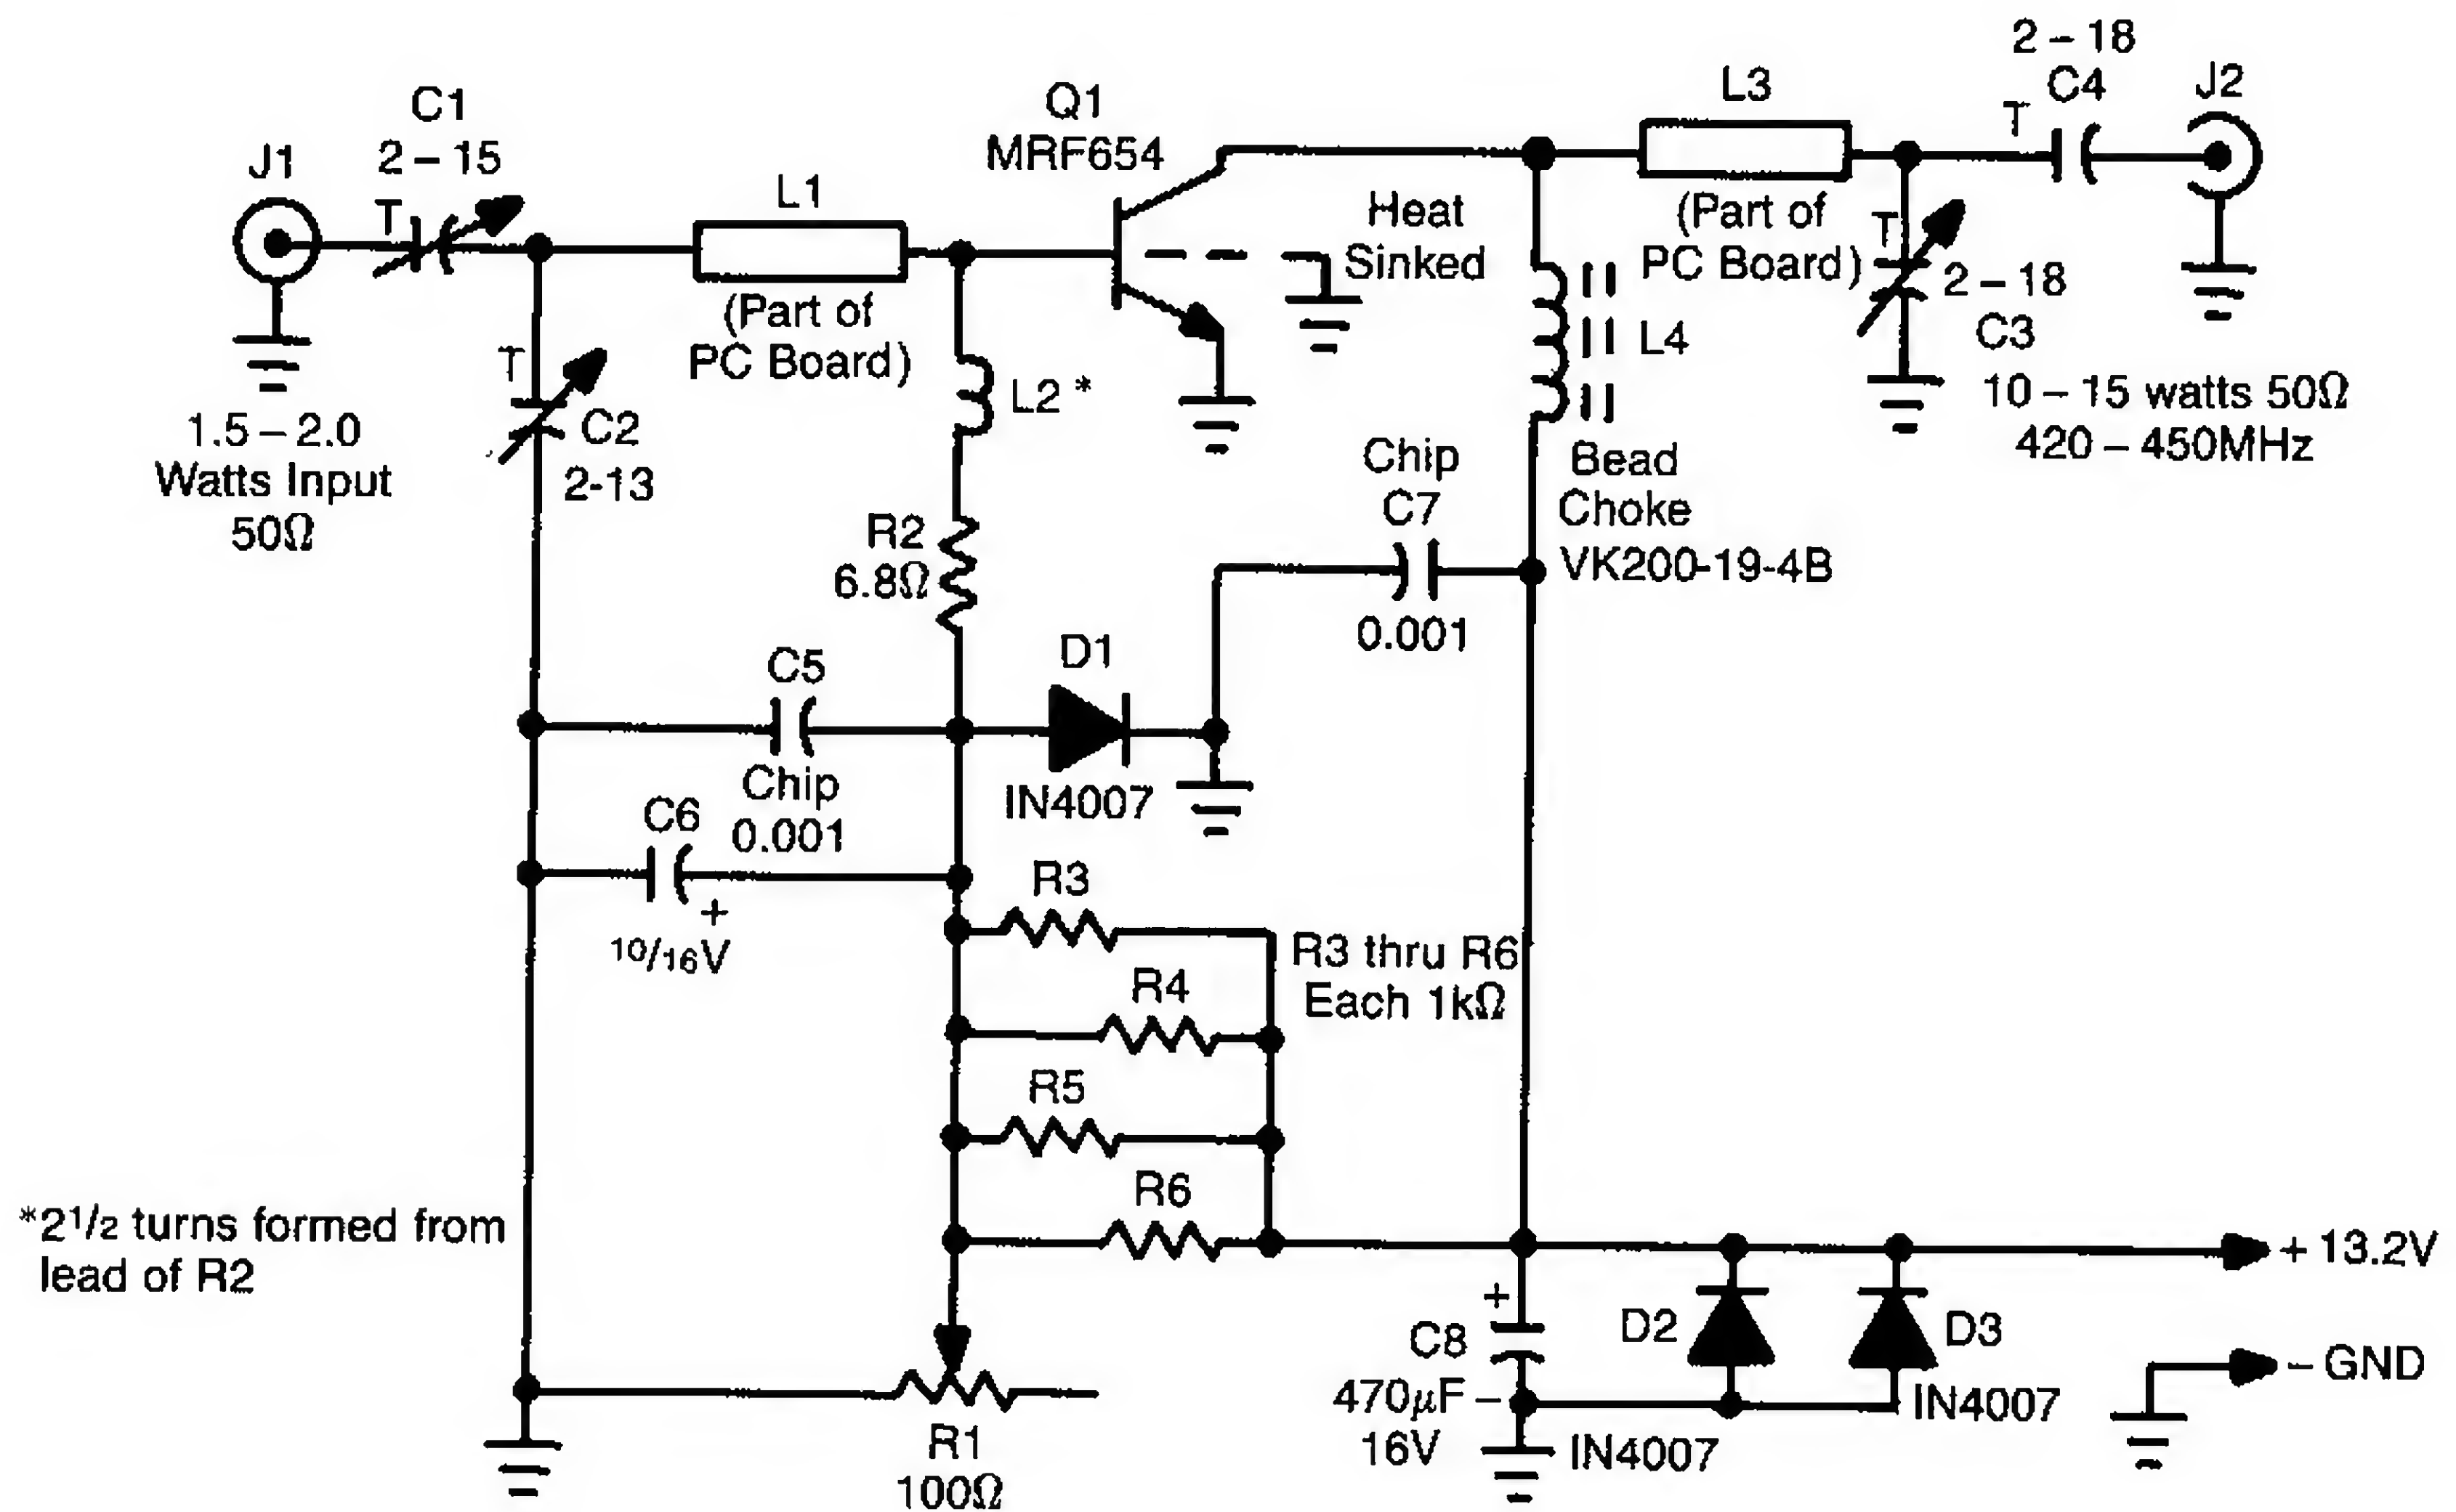 J1
C1
2 – 15
T
1.5 – 2.0
Watts Input
50Ω
T
C2
2-13
L1
(Part of
PC Board)
Q1
MRF654
L2 *
R2
6.8Ω
Heat
Sinked
L3
(Part of
PC Board)
2 – 18
C4
T
J2
T
2 – 18
C3
10 – 15 watts 50Ω
420 – 450MHz
L4
Bead
Choke
VK200-19-4B
Chip
C7
0.001
D1
IN4007
C5
Chip
0.001
C6
+
10/16V
R3
R4
R5
R6
R3 thru R6
Each 1kΩ
*2 1/2 turns formed from
lead of R2
R1
100Ω
+
C8
470μF –
16V
D2
IN4007
D3
IN4007
+ 13.2V
– GND